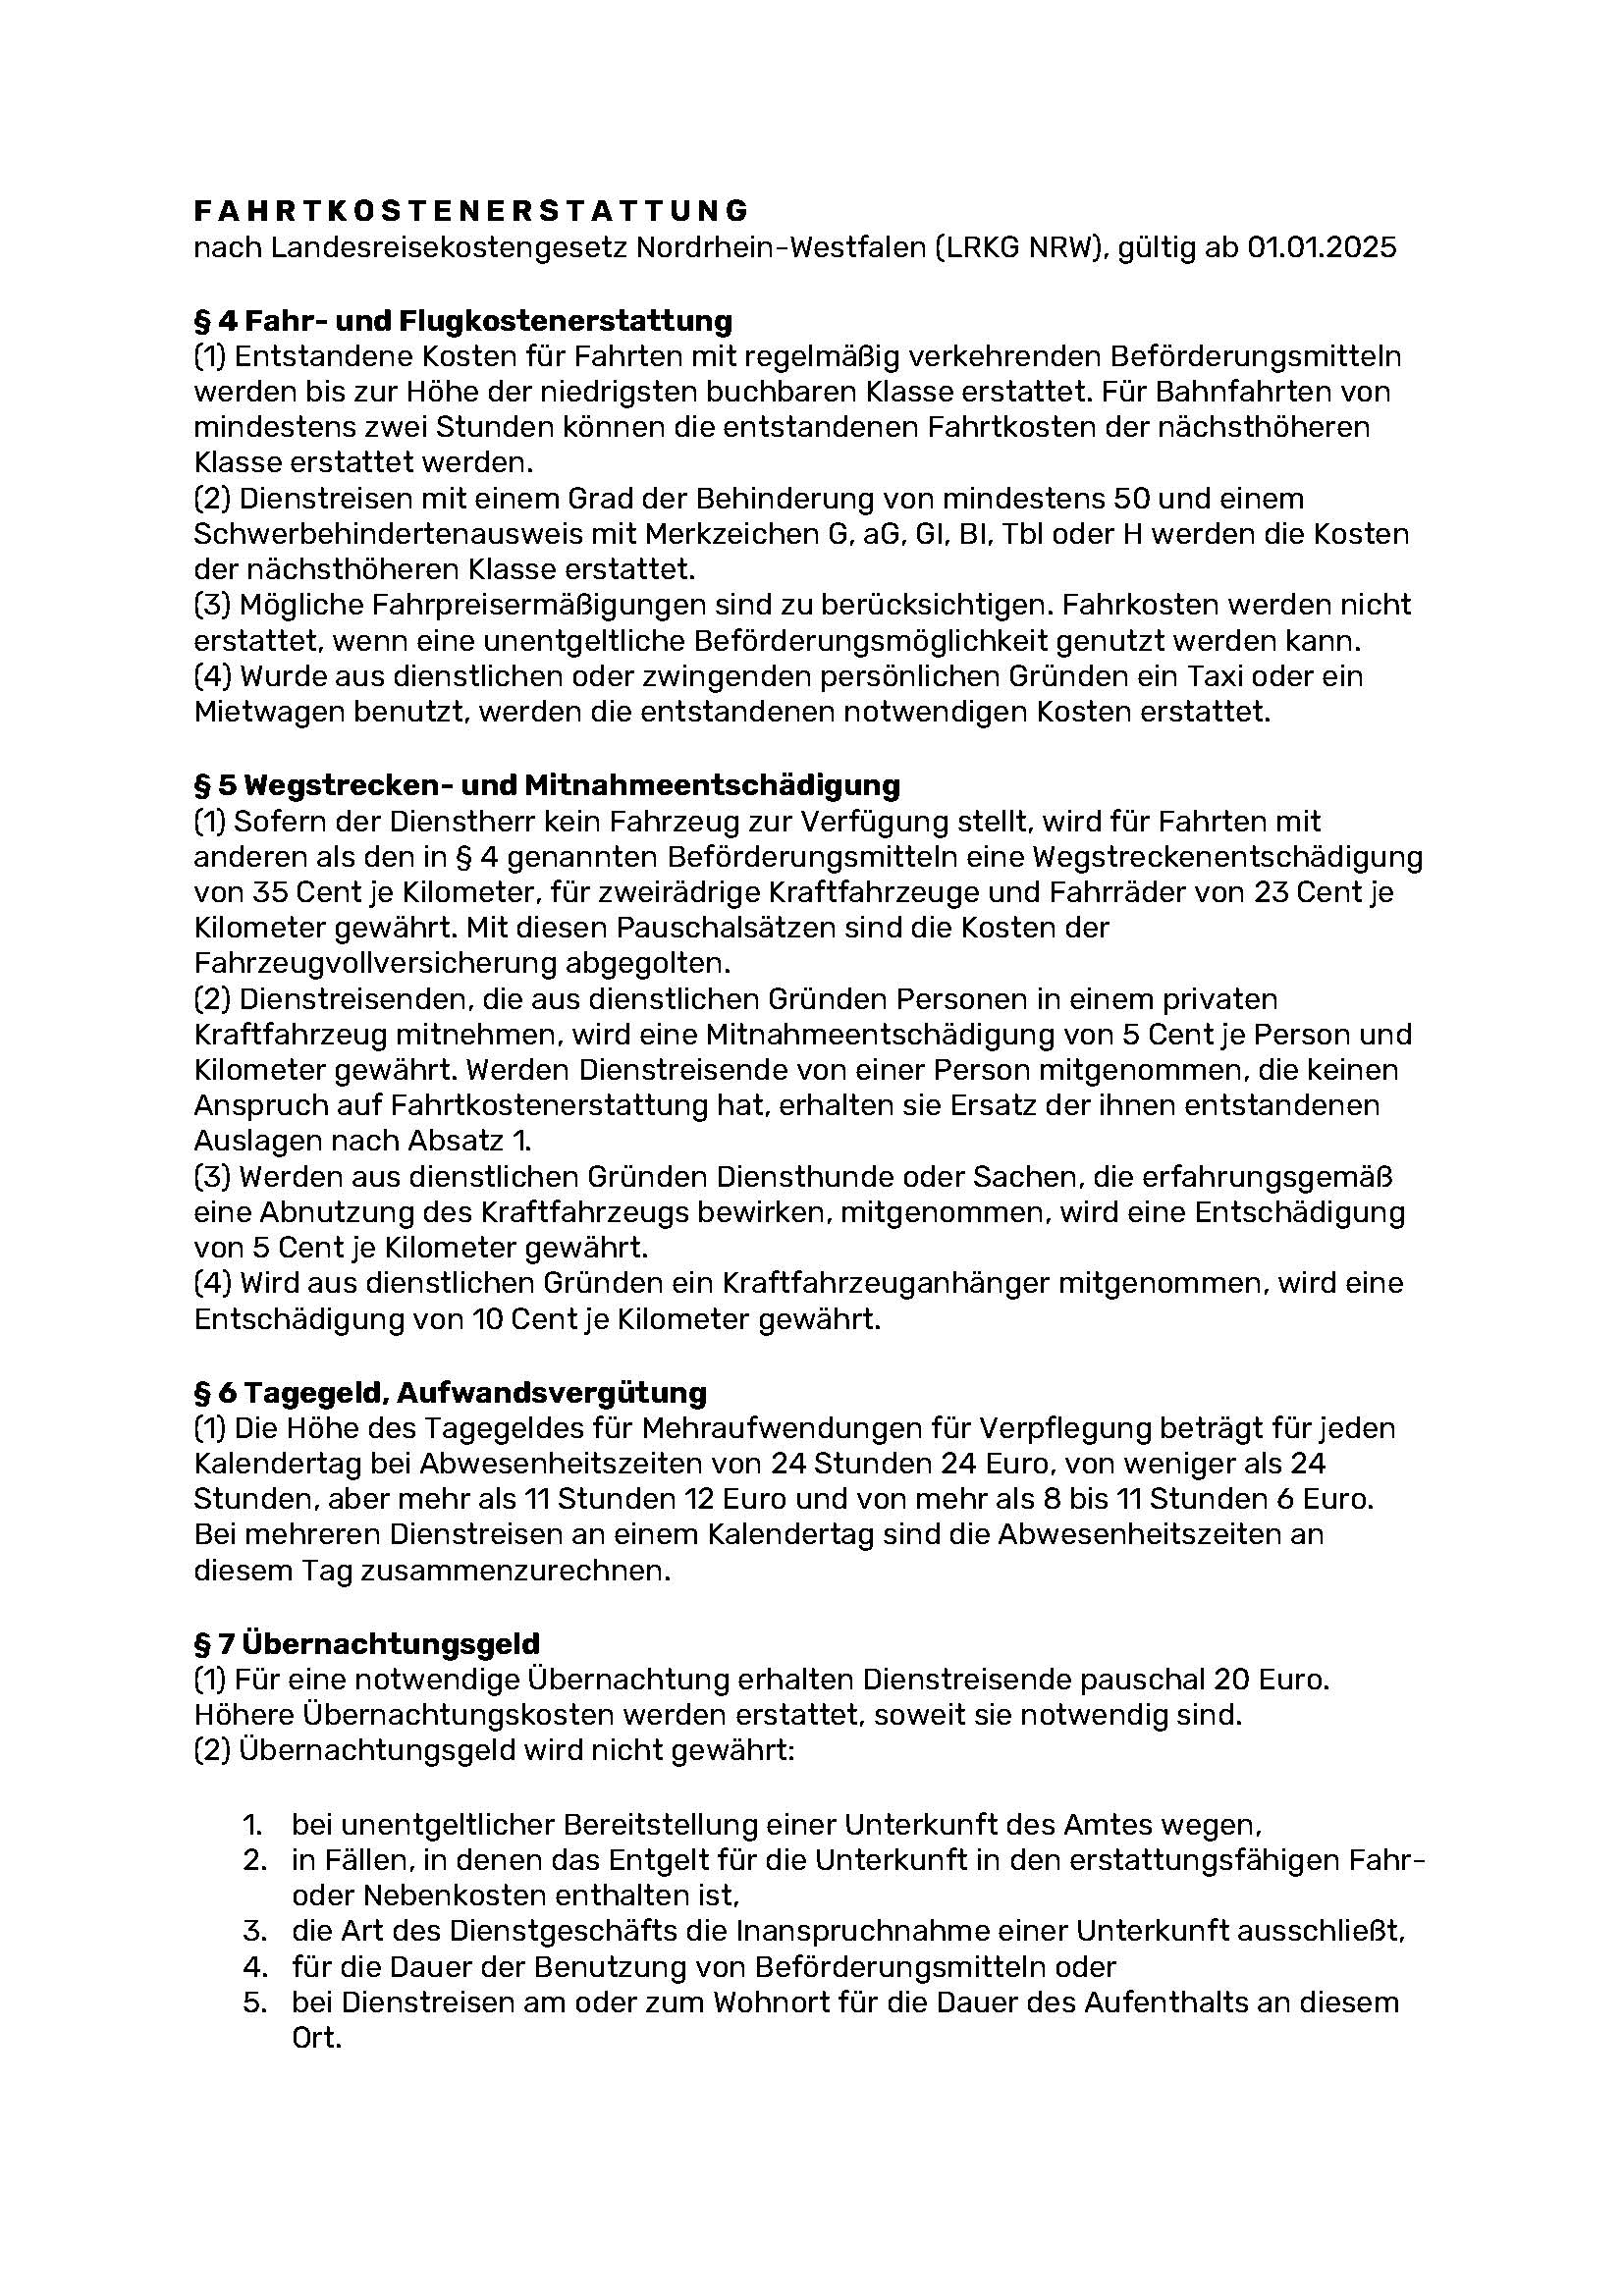 FAHRTKOSTENERSTATTUNG
nach Landesreisekostengesetz Nordrhein-Westfalen (LRKG NRW), gültig ab 01.01.2025
§ 4 Fahr- und Flugkostenerstattung
(1) Entstandene Kosten für Fahrten mit regelmäßig verkehrenden Beförderungsmitteln
werden bis zur Höhe der niedrigsten buchbaren Klasse erstattet. Für Bahnfahrten von
mindestens zwei Stunden können die entstandenen Fahrtkosten der nächsthöheren
Klasse erstattet werden.
(2) Dienstreisen mit einem Grad der Behinderung von mindestens 50 und einem
Schwerbehindertenausweis mit Merkzeichen G, aG, Gl, Bl, Tbl oder H werden die Kosten
der nächsthöheren Klasse erstattet.
(3) Mögliche Fahrpreisermäßigungen sind zu berücksichtigen. Fahrkosten werden nicht
erstattet, wenn eine unentgeltliche Beförderungsmöglichkeit genutzt werden kann.
(4) Wurde aus dienstlichen oder zwingenden persönlichen Gründen ein Taxi oder ein
Mietwagen benutzt, werden die entstandenen notwendigen Kosten erstattet.
§ 5 Wegstrecken- und Mitnahmeentschädigung
(1) Sofern der Dienstherr kein Fahrzeug zur Verfügung stellt, wird für Fahrten mit
anderen als den in § 4 genannten Beförderungsmitteln eine Wegstreckenentschädigung
von 35 Cent je Kilometer, für zweirädrige Kraftfahrzeuge und Fahrräder von 23 Cent je
Kilometer gewährt. Mit diesen Pauschalsätzen sind die Kosten der
Fahrzeugvollversicherung abgegolten.
(2) Dienstreisenden, die aus dienstlichen Gründen Personen in einem privaten
Kraftfahrzeug mitnehmen, wird eine Mitnahmeentschädigung von 5 Cent je Person und
Kilometer gewährt. Werden Dienstreisende von einer Person mitgenommen, die keinen
Anspruch auf Fahrtkostenerstattung hat, erhalten sie Ersatz der ihnen entstandenen
Auslagen nach Absatz 1.
(3) Werden aus dienstlichen Gründen Diensthunde oder Sachen, die erfahrungsgemäß
eine Abnutzung des Kraftfahrzeugs bewirken, mitgenommen, wird eine Entschädigung
von 5 Cent je Kilometer gewährt.
(4) Wird aus dienstlichen Gründen ein Kraftfahrzeuganhänger mitgenommen, wird eine
Entschädigung von 10 Cent je Kilometer gewährt.
§ 6 Tagegeld, Aufwandsvergütung
(1) Die Höhe des Tagegeldes für Mehraufwendungen für Verpflegung beträgt für jeden
Kalendertag bei Abwesenheitszeiten von 24 Stunden 24 Euro, von weniger als 24
Stunden, aber mehr als 11 Stunden 12 Euro und von mehr als 8 bis 11 Stunden 6 Euro.
Bei mehreren Dienstreisen an einem Kalendertag sind die Abwesenheitszeiten an
diesem Tag zusammenzurechnen.
§ 7 Übernachtungsgeld
(1) Für eine notwendige Übernachtung erhalten Dienstreisende pauschal 20 Euro.
Höhere Übernachtungskosten werden erstattet, soweit sie notwendig sind.
(2) Übernachtungsgeld wird nicht gewährt:
1. bei unentgeltlicher Bereitstellung einer Unterkunft des Amtes wegen,
2. in Fällen, in denen das Entgelt für die Unterkunft in den erstattungsfähigen Fahr-
oder Nebenkosten enthalten ist,
3. die Art des Dienstgeschäfts die Inanspruchnahme einer Unterkunft ausschließt,
4. für die Dauer der Benutzung von Beförderungsmitteln oder
5. bei Dienstreisen am oder zum Wohnort für die Dauer des Aufenthalts an diesem
Ort.